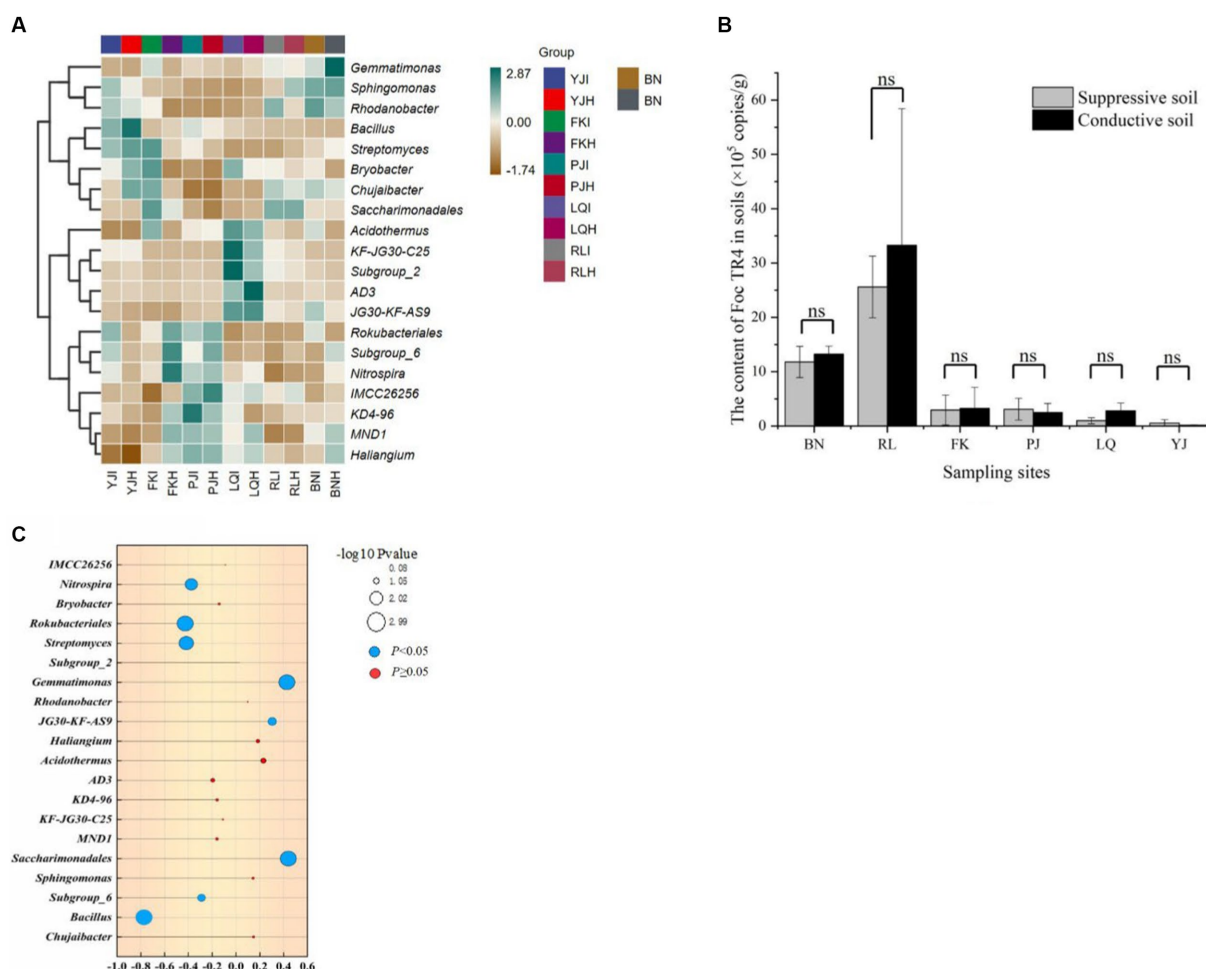 A
Group
Gemmatimonas
Sphingomonas
Rhodanobacter
Bacillus
Streptomyces
Bryobacter
Chujaibacter
Saccharimonadales
Acidothermus
KF-JG30-C25
Subgroup_2
AD3
JG30-KF-AS9
Rokubacteriales
Subgroup_6
Nitrospira
IMCC26256
KD4-96
MND1
Haliangium
2.87
0.00
-1.74
YJI
YJH
FKI
FKH
PJI
PJH
LQI
LQH
RLI
RLH
BN
BN
YJI
YJH
FKI
FKH
PJI
PJH
LQI
LQH
RLI
RLH
BNI
BNH
B
The content of Foc TR4 in soils (×10⁵ copies/g)
60
50
40
30
20
10
0
ns
ns
ns
ns
ns
ns
Suppressive soil
Conductive soil
BN RL FK PJ LQ YJ
Sampling sites
C
IMCC26256
Nitrospira
Bryobacter
Rokubacteriales
Streptomyces
Subgroup_2
Gemmatimonas
Rhodanobacter
JG30-KF-AS9
Haliangium
Acidothermus
AD3
KD4-96
KF-JG30-C25
MND1
Saccharimonadales
Sphingomonas
Subgroup_6
Bacillus
Chujaibacter
-1.0 -0.8 -0.6 -0.4 -0.2 0.0 0.2 0.4 0.6
-log10 Pvalue
0.08
1.05
2.02
2.99
P<0.05
P≥0.05